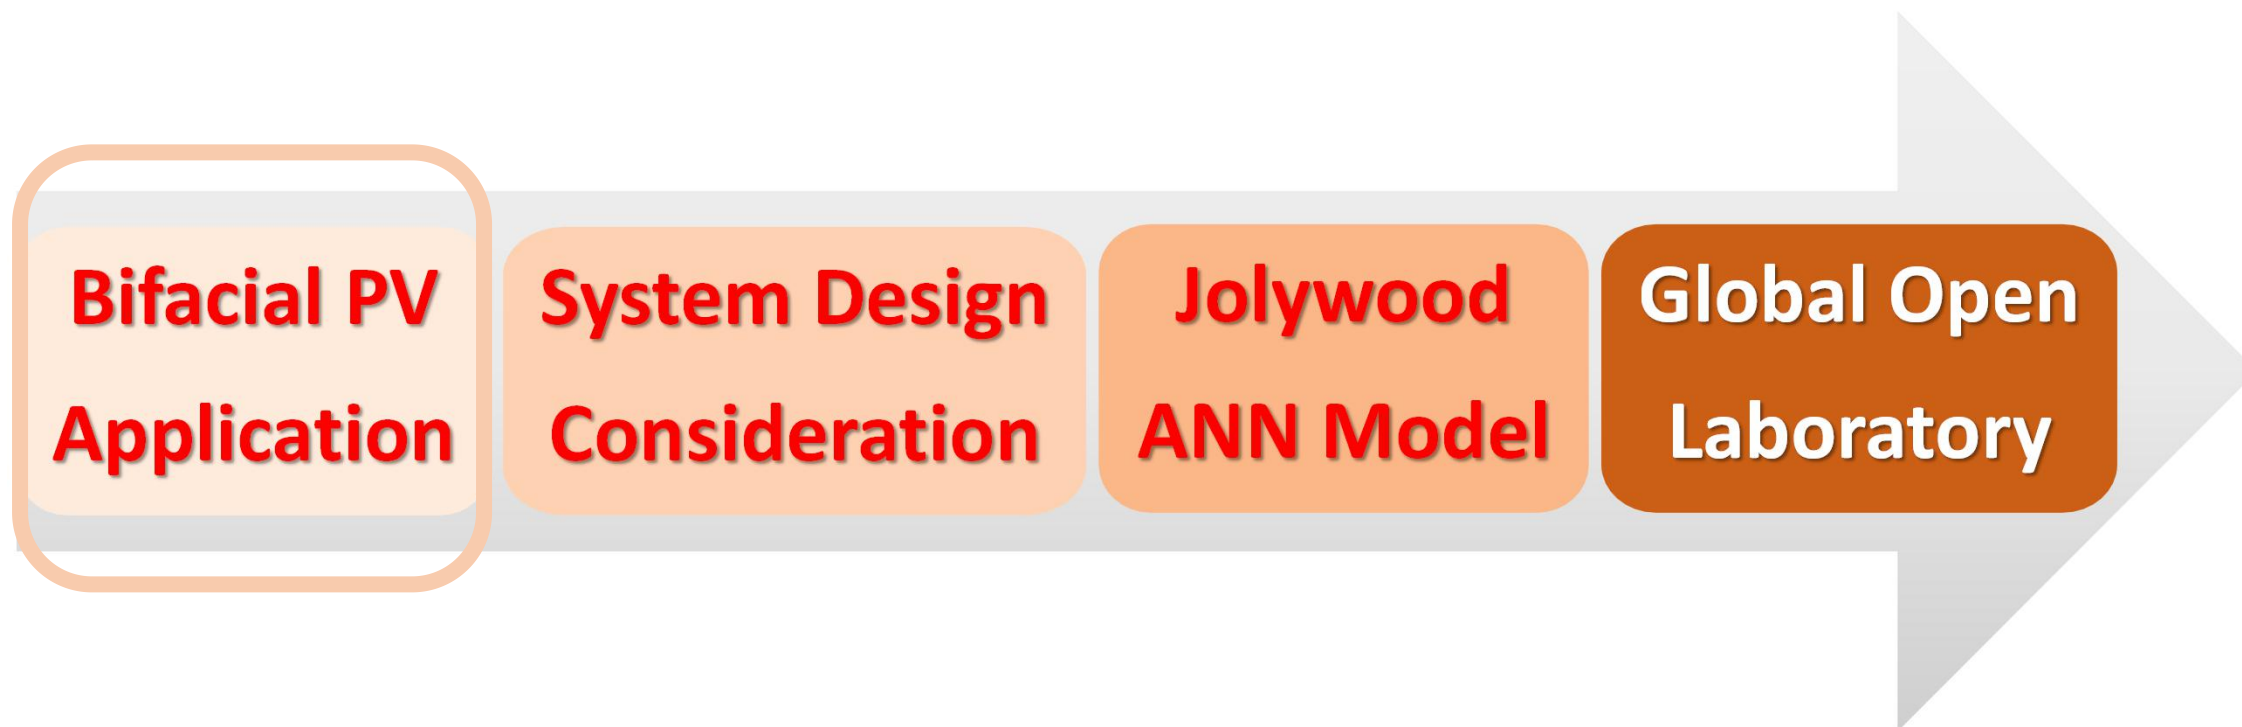 Bifacial PV
Application
System Design
Consideration
Jolywood
ANN Model
Global Open
Laboratory